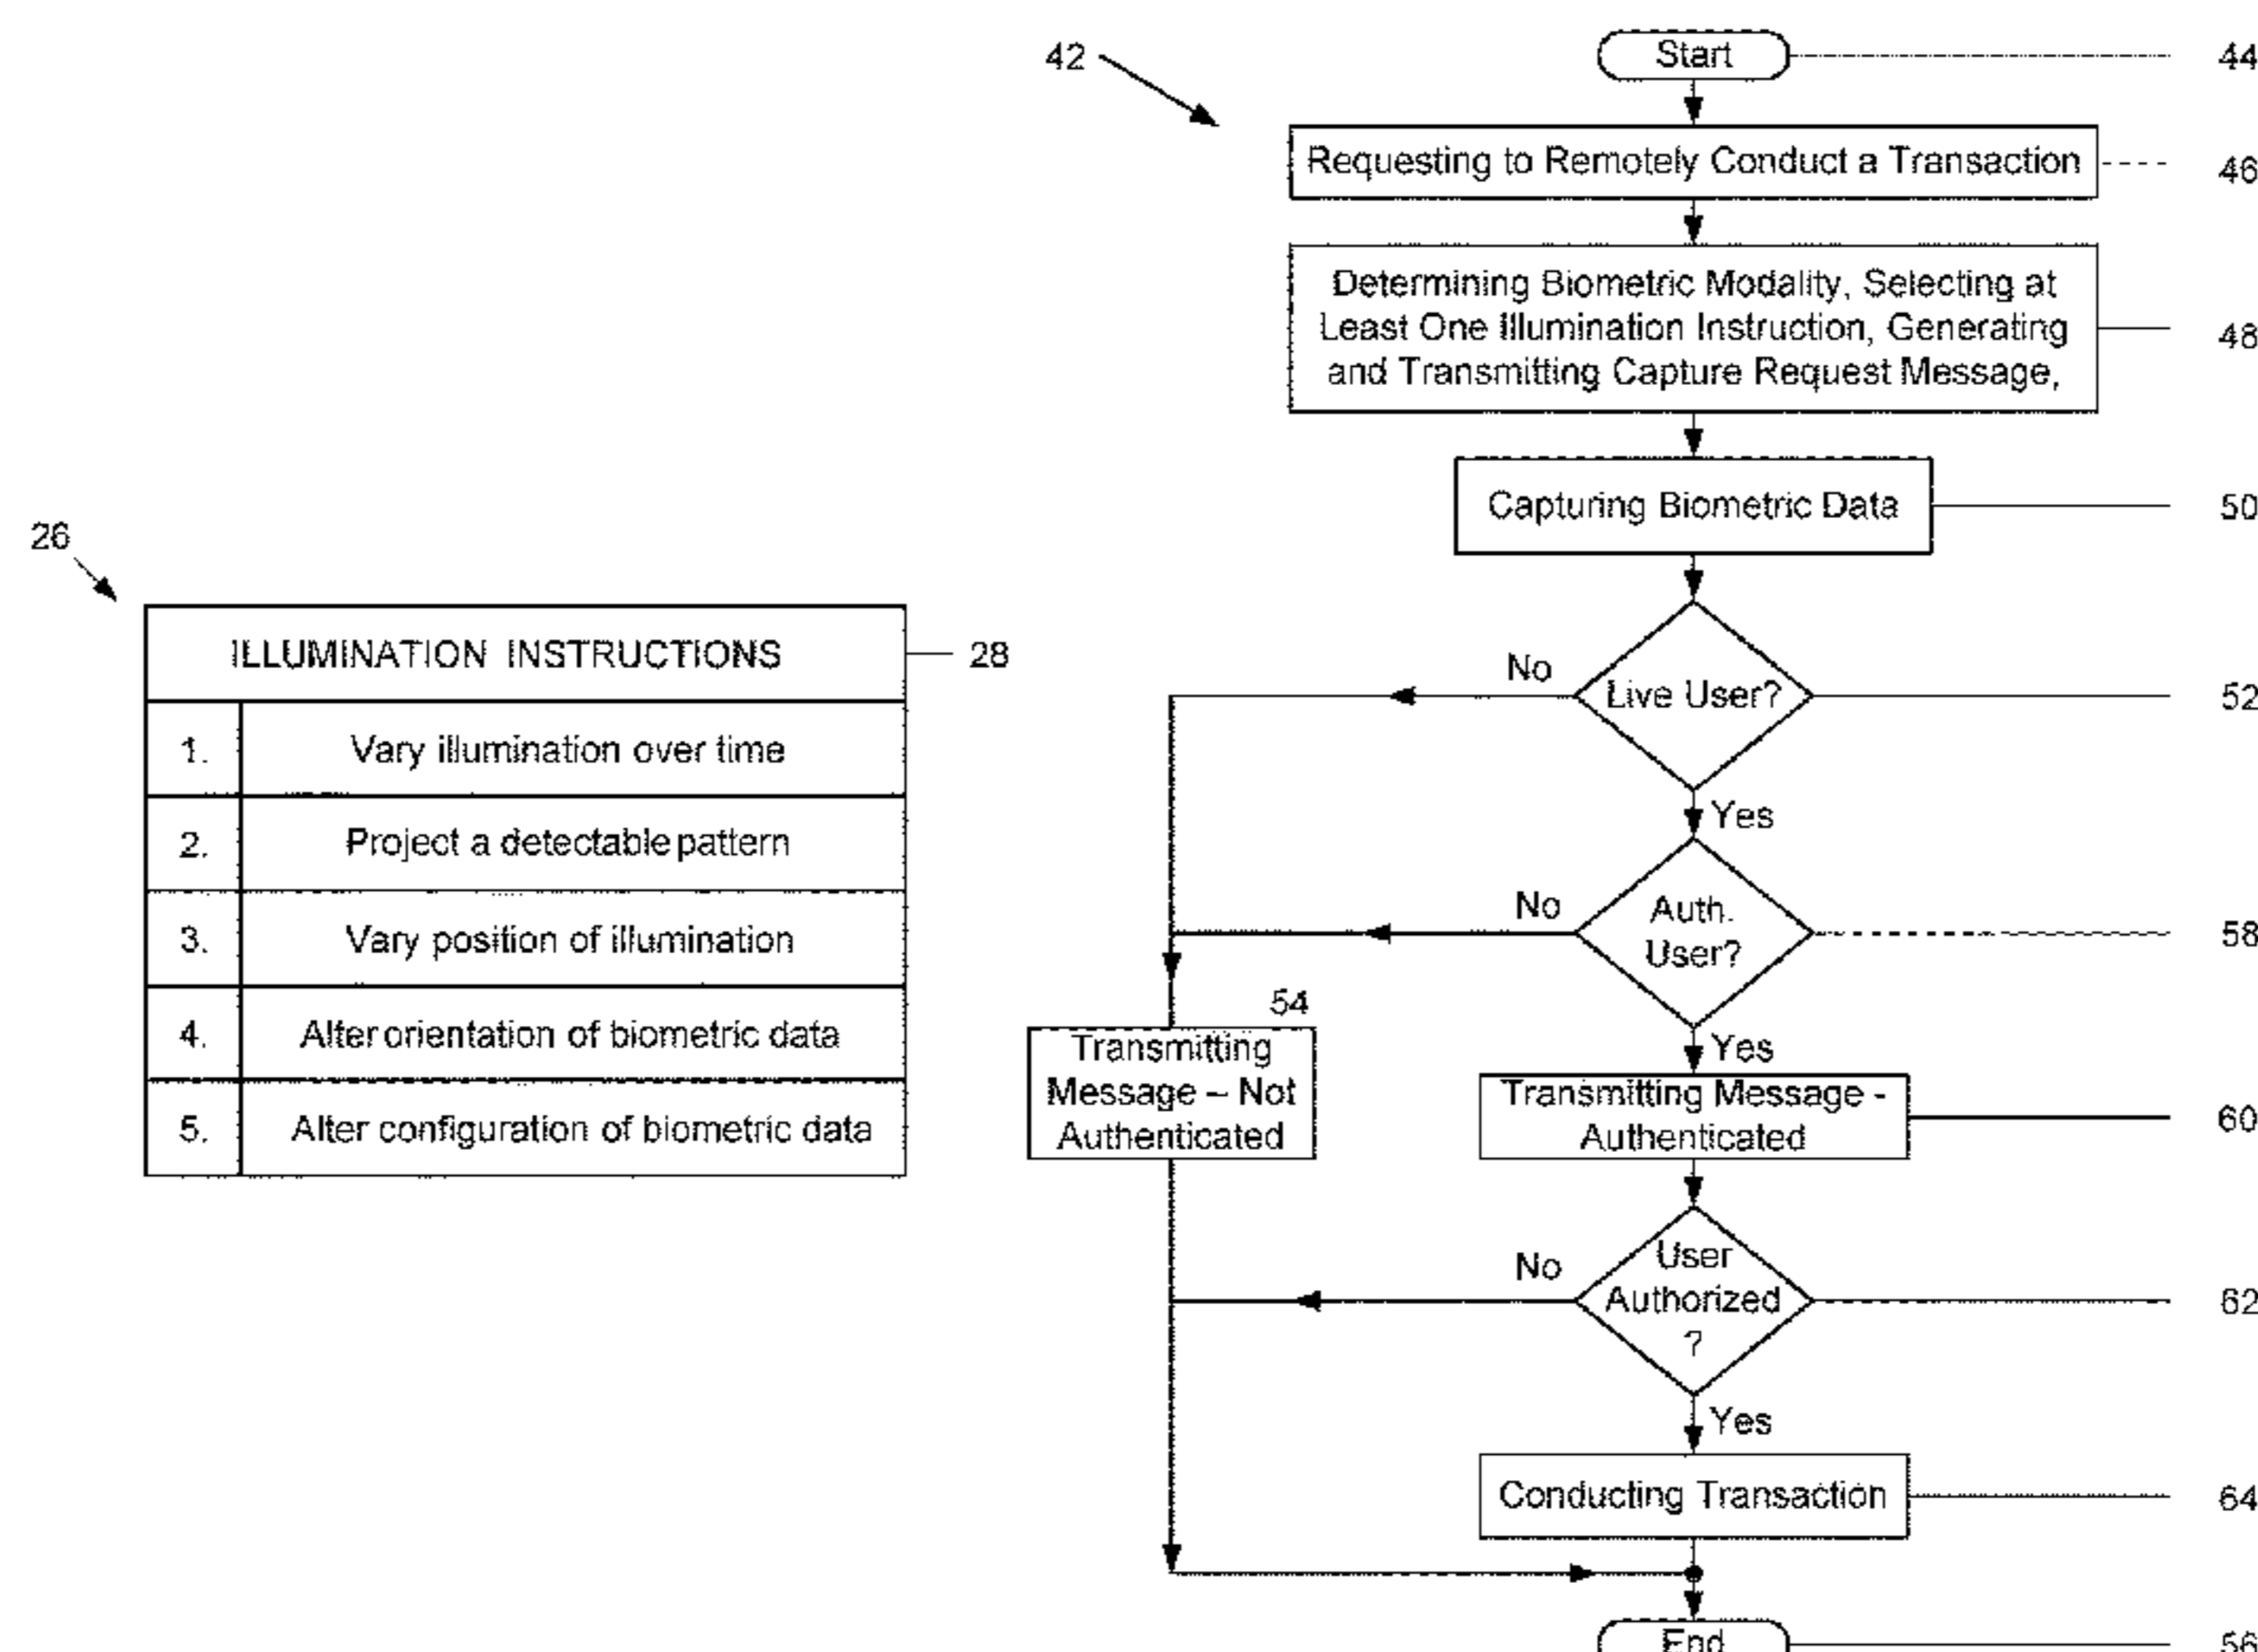 26
ILLUMINATION INSTRUCTIONS
28
1.
Vary illumination over time
2.
Project a detectable pattern
3.
Vary position of illumination
4.
Alter orientation of biometric data
5.
Alter configuration of biometric data
42
Start
44
Requesting to Remotely Conduct a Transaction
46
Determining Biometric Modality, Selecting at
Least One Illumination Instruction, Generating
and Transmitting Capture Request Message,
48
Capturing Biometric Data
50
Live User?
52
No
Yes
Auth.
User?
58
No
Yes
54
Transmitting
Message – Not
Authenticated
Transmitting Message -
Authenticated
60
User
Authorized
?
62
No
Yes
Conducting Transaction
64
End
56